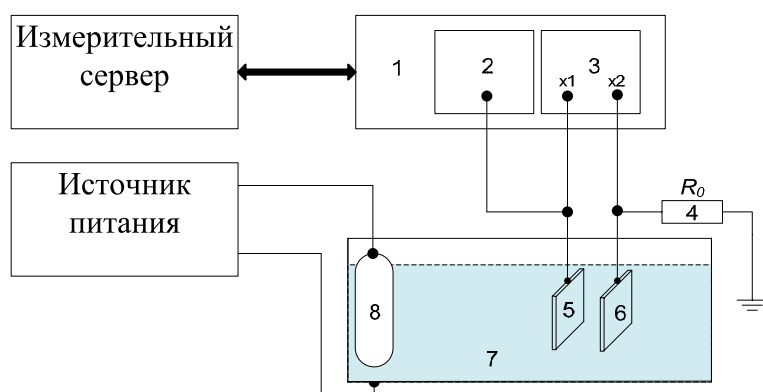 Измерительный
сервер
1
2
3
x1
x2
Источник
питания
R0
4
5
6
7
8